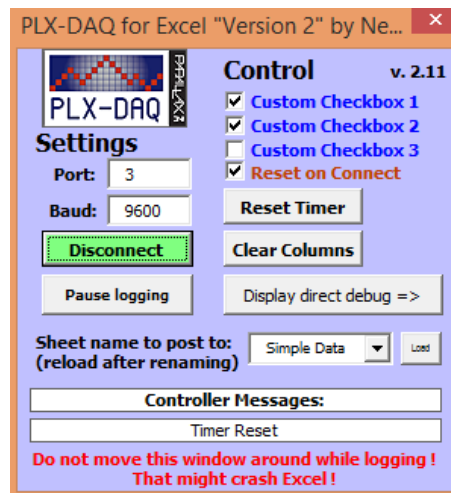 PLX-DAQ for Excel "Version 2" by Ne...
PLX-DAQ
PARALLAX
Control
v. 2.11
Custom Checkbox 1
Custom Checkbox 2
Custom Checkbox 3
Reset on Connect
Settings
Port: 3
Baud: 9600
Reset Timer
Disconnect
Clear Columns
Pause logging
Display direct debug =>
Sheet name to post to:
(reload after renaming)
Simple Data
Load
Controller Messages:
Timer Reset
Do not move this window around while logging !
That might crash Excel !